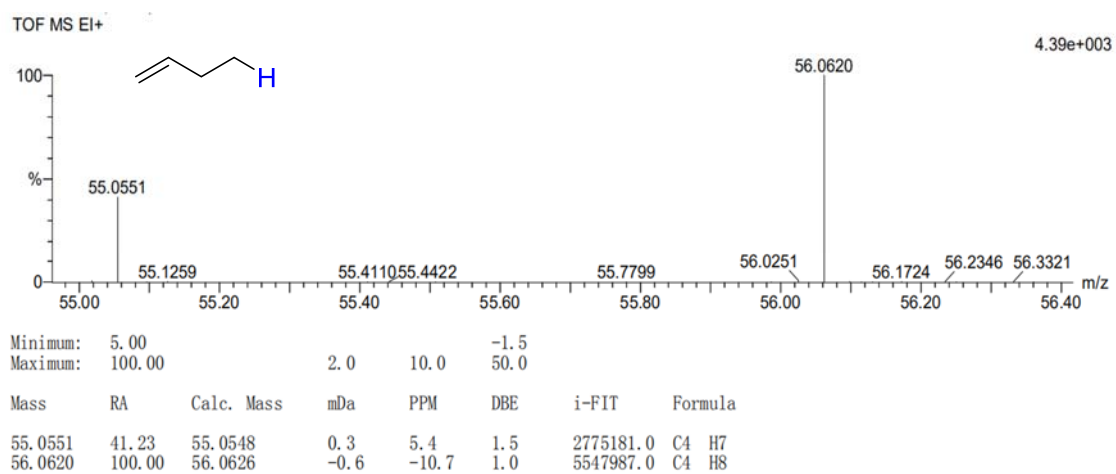 TOF MS EI+
4.39e+003
100
56.0620
H
%
55.0551
55.1259
55.4110 55.4422
55.7799
56.0251
56.1724
56.2346
56.3321
0
m/z
55.00 55.20 55.40 55.60 55.80 56.00 56.20 56.40
Minimum: 5.00 -1.5
Maximum: 100.00 2.0 10.0 50.0
Mass RA Calc. Mass mDa PPM DBE i-FIT Formula
55.0551 41.23 55.0548 0.3 5.4 1.5 2775181.0 C4 H7
56.0620 100.00 56.0626 -0.6 -10.7 1.0 5547987.0 C4 H8